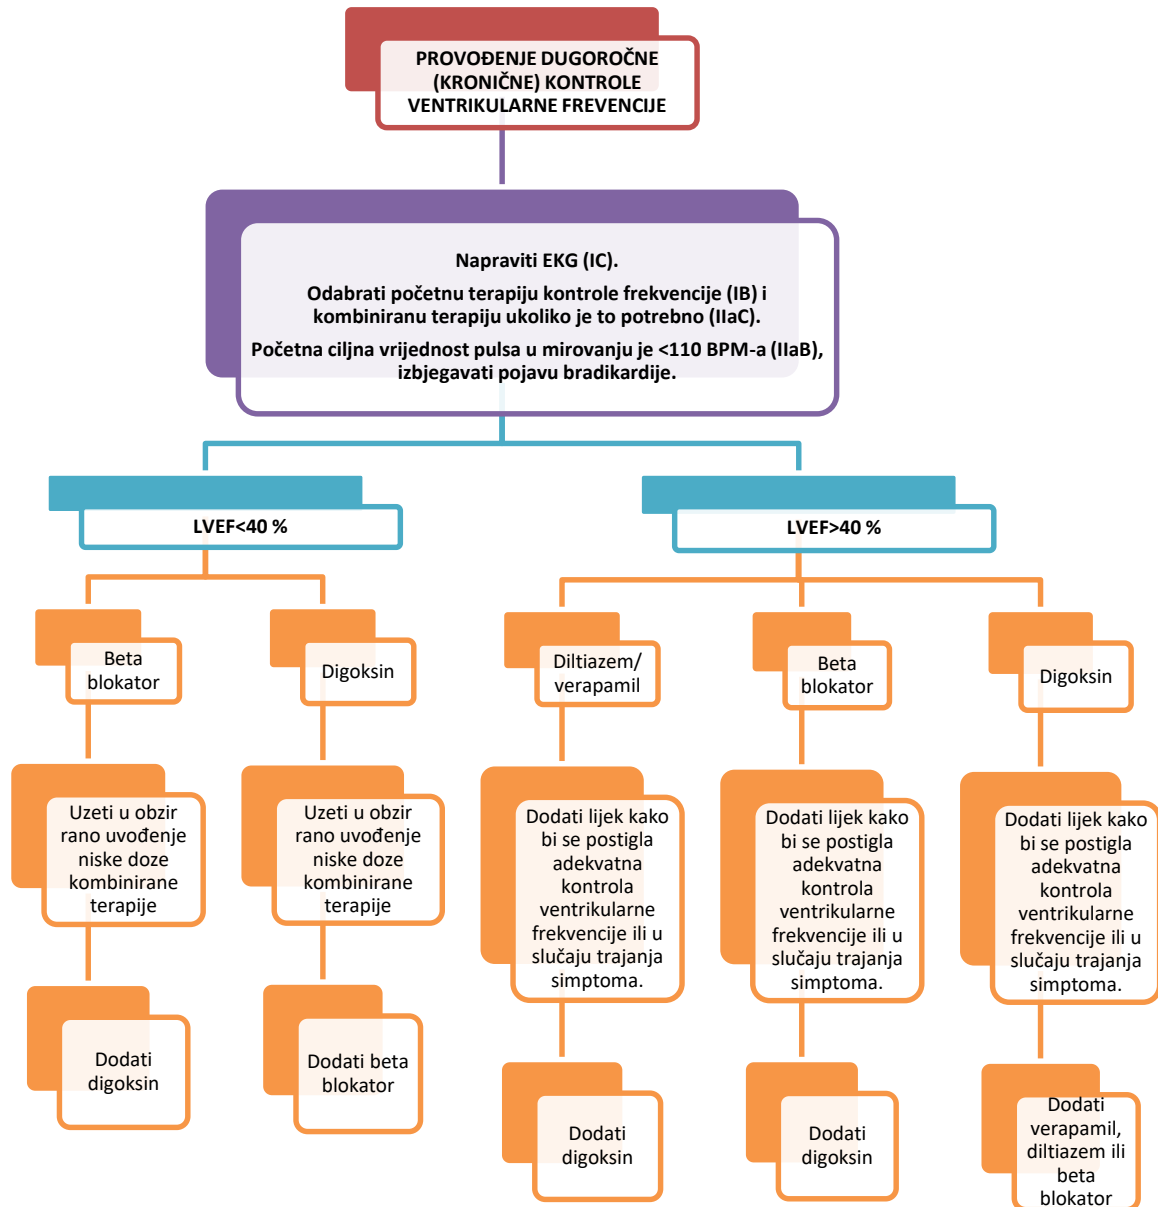 PROVOĐENJE DUGOROČNE
(KRONIČNE) KONTROLE
VENTRIKULARNE FREVENCIJE
Napraviti EKG (IC).
Odabrati početnu terapiju kontrole frekvencije (IB) i
kombiniranu terapiju ukoliko je to potrebno (IIaC).
Početna ciljna vrijednost pulsa u mirovanju je <110 BPM-a (IIaB),
izbjegavati pojavu bradikardije.
LVEF<40 %
LVEF>40 %
Beta
blokator
Digoksin
Diltiazem/
verapamil
Beta
blokator
Digoksin
Uzeti u obzir
rano uvođenje
niske doze
kombinirane
terapije
Uzeti u obzir
rano uvođenje
niske doze
kombinirane
terapije
Dodati lijek kako
bi se postigla
adekvatna
kontrola
ventrikularne
frekvencije ili u
slučaju trajanja
simptoma.
Dodati lijek kako
bi se postigla
adekvatna
kontrola
ventrikularne
frekvencije ili u
slučaju trajanja
simptoma.
Dodati lijek kako
bi se postigla
adekvatna
kontrola
ventrikularne
frekvencije ili u
slučaju trajanja
simptoma.
Dodati
digoksin
Dodati beta
blokator
Dodati
digoksin
Dodati
digoksin
Dodati
verapamil,
diltiazem ili
beta
blokator